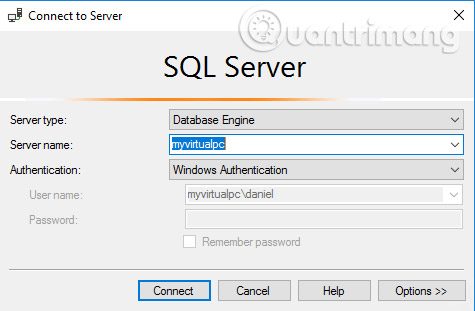 Connect to Server
Quantrimang
SQL Server
Server type: Database Engine
Server name: myvirtualpc
Authentication: Windows Authentication
User name: myvirtualpc\daniel
Password:
Remember password
Connect Cancel Help Options >>